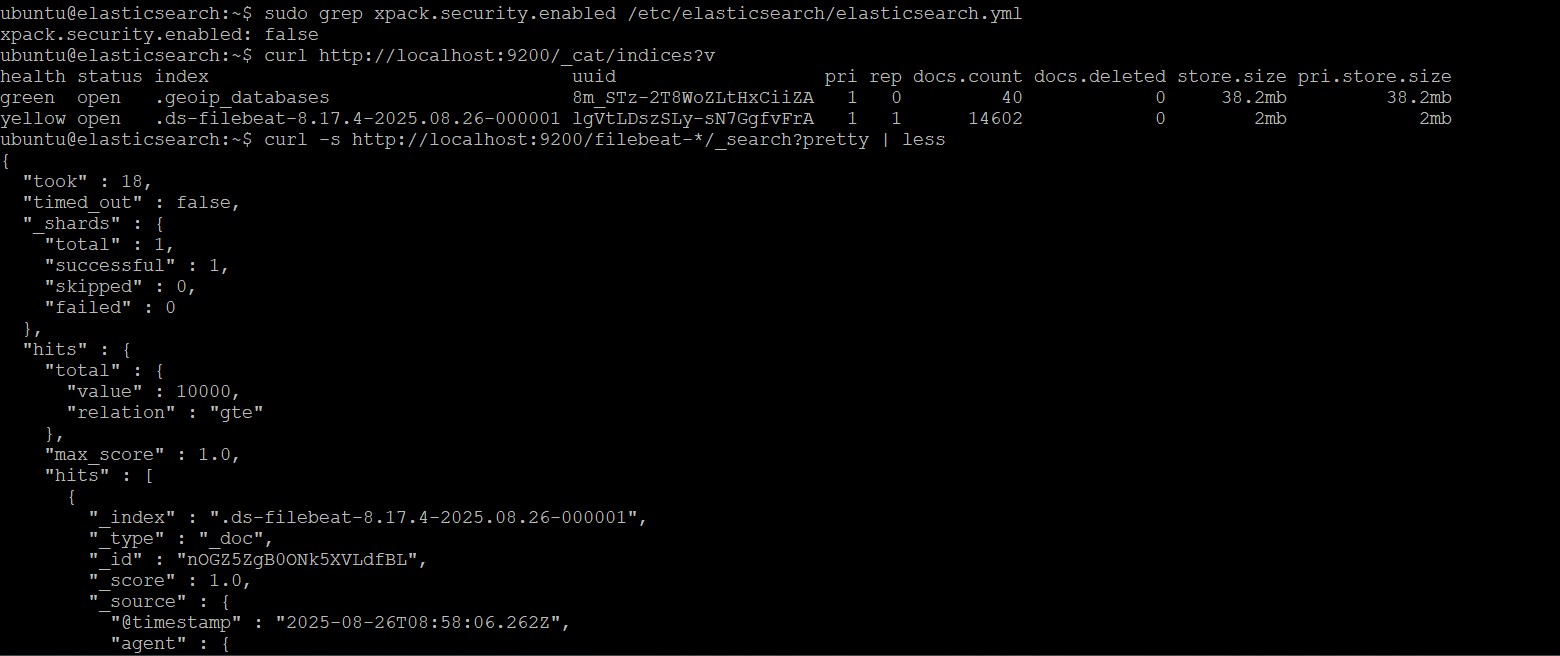 ubuntu@elasticsearch:~$ sudo grep xpack.security.enabled /etc/elasticsearch/elasticsearch.yml
xpack.security.enabled: false
ubuntu@elasticsearch:~$ curl http://localhost:9200/_cat/indices?v
health status index                                 uuid                   pri rep docs.count docs.deleted store.size pri.store.size
green  open   .geoip_databases                      8m_STz-2T8WoZLtHxCiiZA   1   0         40            0     38.2mb         38.2mb
yellow open   .ds-filebeat-8.17.4-2025.08.26-000001 lgVtLDszSLy-sN7GgfvFrA   1   1      14602            0        2mb            2mb
ubuntu@elasticsearch:~$ curl -s http://localhost:9200/filebeat-*/_search?pretty | less
{
  "took" : 18,
  "timed_out" : false,
  "_shards" : {
    "total" : 1,
    "successful" : 1,
    "skipped" : 0,
    "failed" : 0
  },
  "hits" : {
    "total" : {
      "value" : 10000,
      "relation" : "gte"
    },
    "max_score" : 1.0,
    "hits" : [
      {
        "_index" : ".ds-filebeat-8.17.4-2025.08.26-000001",
        "_type" : "_doc",
        "_id" : "nOGZ5ZgB0ONk5XVLdfBL",
        "_score" : 1.0,
        "_source" : {
          "@timestamp" : "2025-08-26T08:58:06.262Z",
          "agent" : {